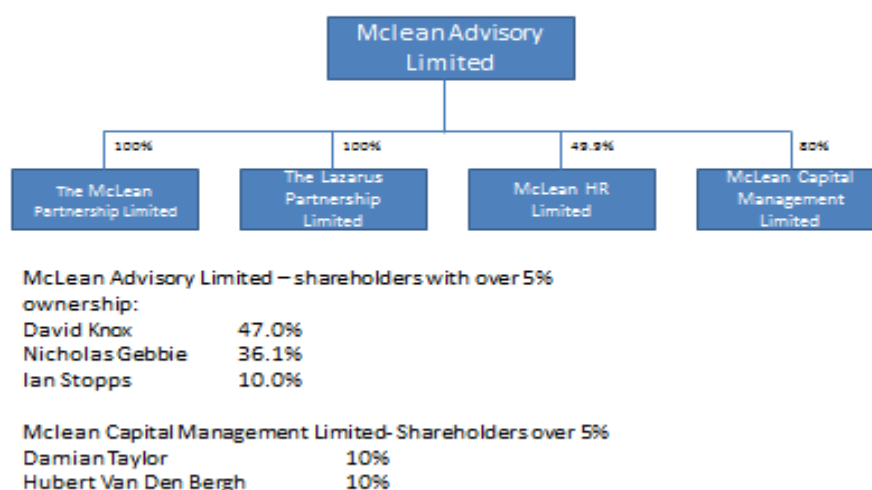 Mclean Advisory
Limited
100%
100%
49.9%
80%
The McLean
Partnership Limited
The Lazarus
Partnership
Limited
McLean HR
Limited
McLean Capital
Management
Limited
McLean Advisory Limited – shareholders with over 5%
ownership:
David Knox 47.0%
Nicholas Gebbie 36.1%
Ian Stopps 10.0%
Mclean Capital Management Limited- Shareholders over 5%
Damian Taylor 10%
Hubert Van Den Bergh 10%